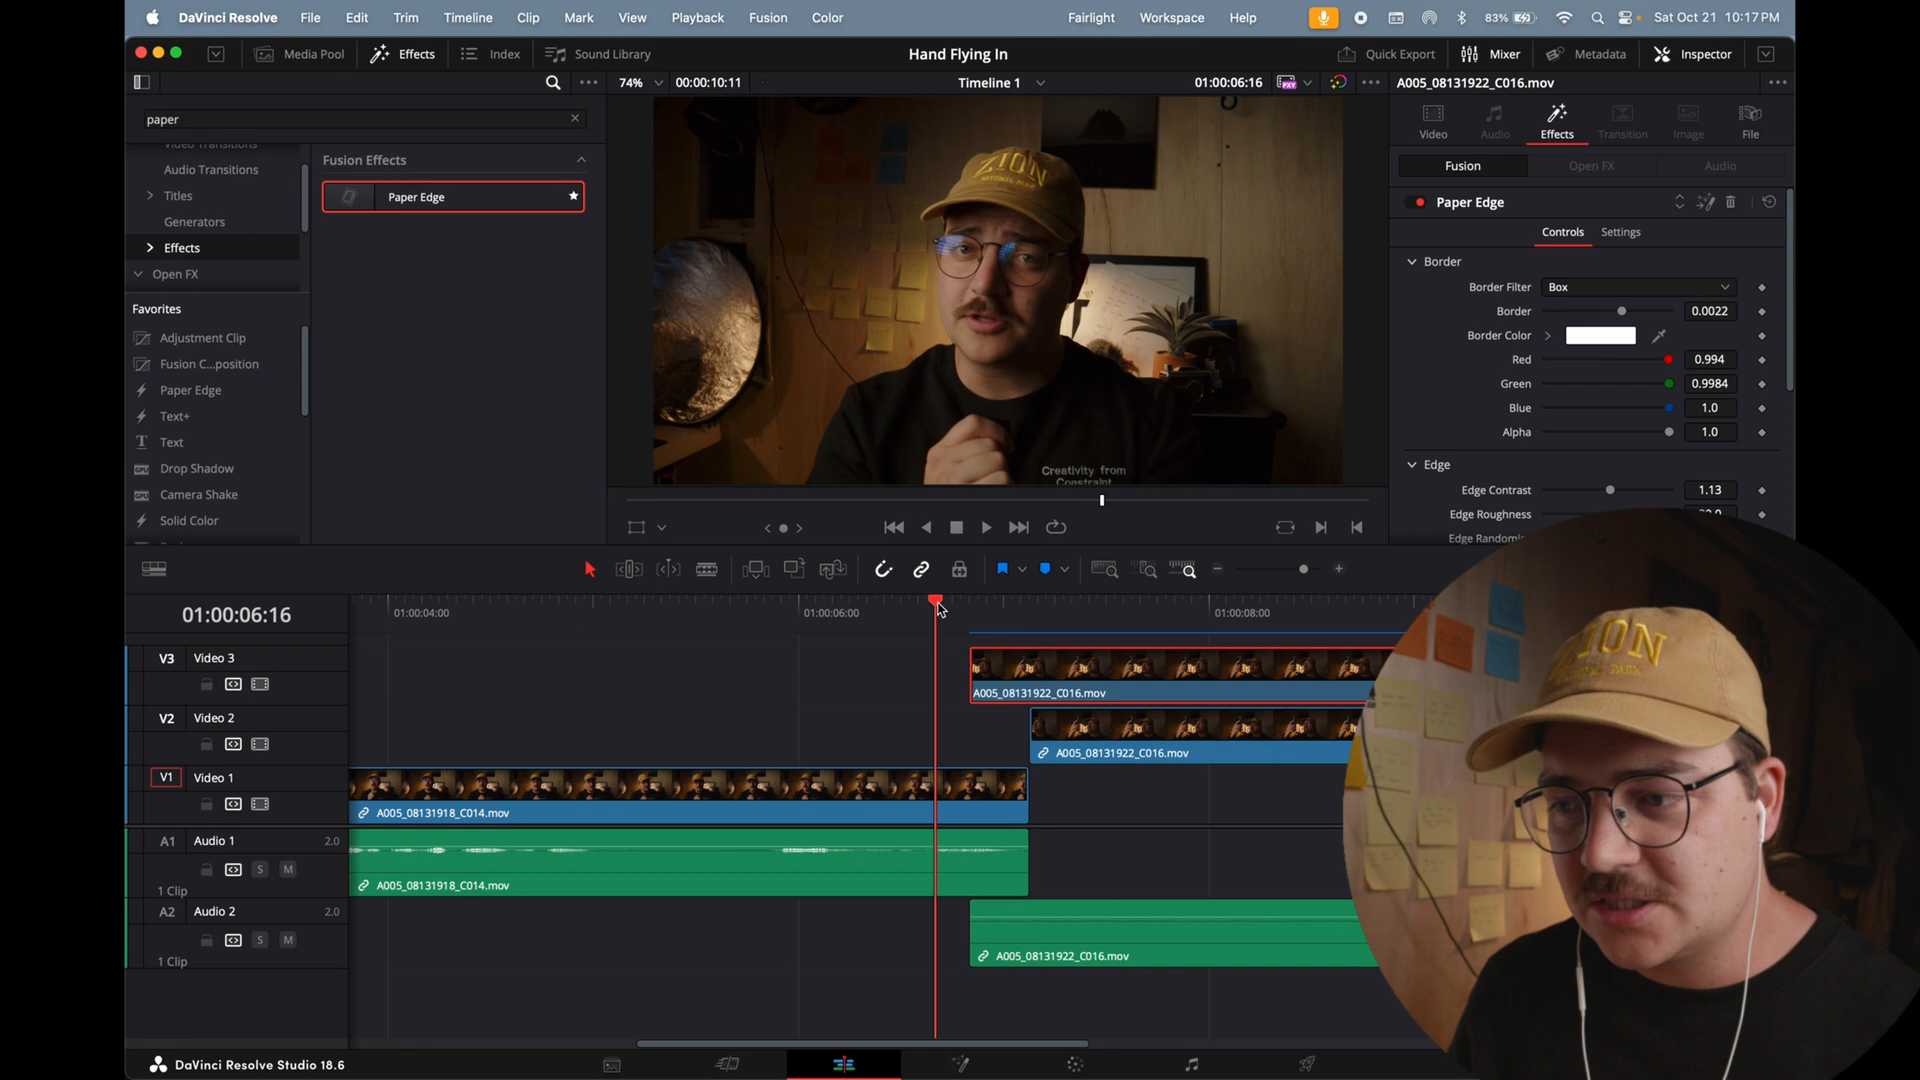 DaVinci Resolve File Edit Trim Timeline Clip Mark View Playback Fusion Color Fairlight Workspace Help 83% Sat Oct 21 10:17 PM
Media Pool Effects Index Sound Library Hand Flying In Quick Export Mixer Metadata Inspector
74% 00:00:10:11 Timeline 1 01:00:06:16 A005_08131922_C016.mov
paper
Video Transitions
Audio Transitions
Titles
Generators
Effects
Open FX
Favorites
Adjustment Clip
Fusion C...position
Paper Edge
Text+
Text
Drop Shadow
Camera Shake
Solid Color
Fusion Effects
Paper Edge
ZION
NATIONAL PARK
Creativity from
Constraint
Video Audio Effects Transition Image File
Fusion Open FX Audio
Paper Edge
Controls Settings
Border
Border Filter Box
Border 0.0022
Border Color
Red 0.994
Green 0.9984
Blue 1.0
Alpha 1.0
Edge
Edge Contrast 1.13
Edge Roughness
01:00:06:16
01:00:04:00 01:00:06:00 01:00:08:00
V3 Video 3
A005_08131922_C016.mov
V2 Video 2
A005_08131922_C016.mov
V1 Video 1
A005_08131918_C014.mov
A1 Audio 1 2.0
S M
1 Clip
A005_08131918_C014.mov
A2 Audio 2 2.0
S M
1 Clip
A005_08131922_C016.mov
ZION
DaVinci Resolve Studio 18.6